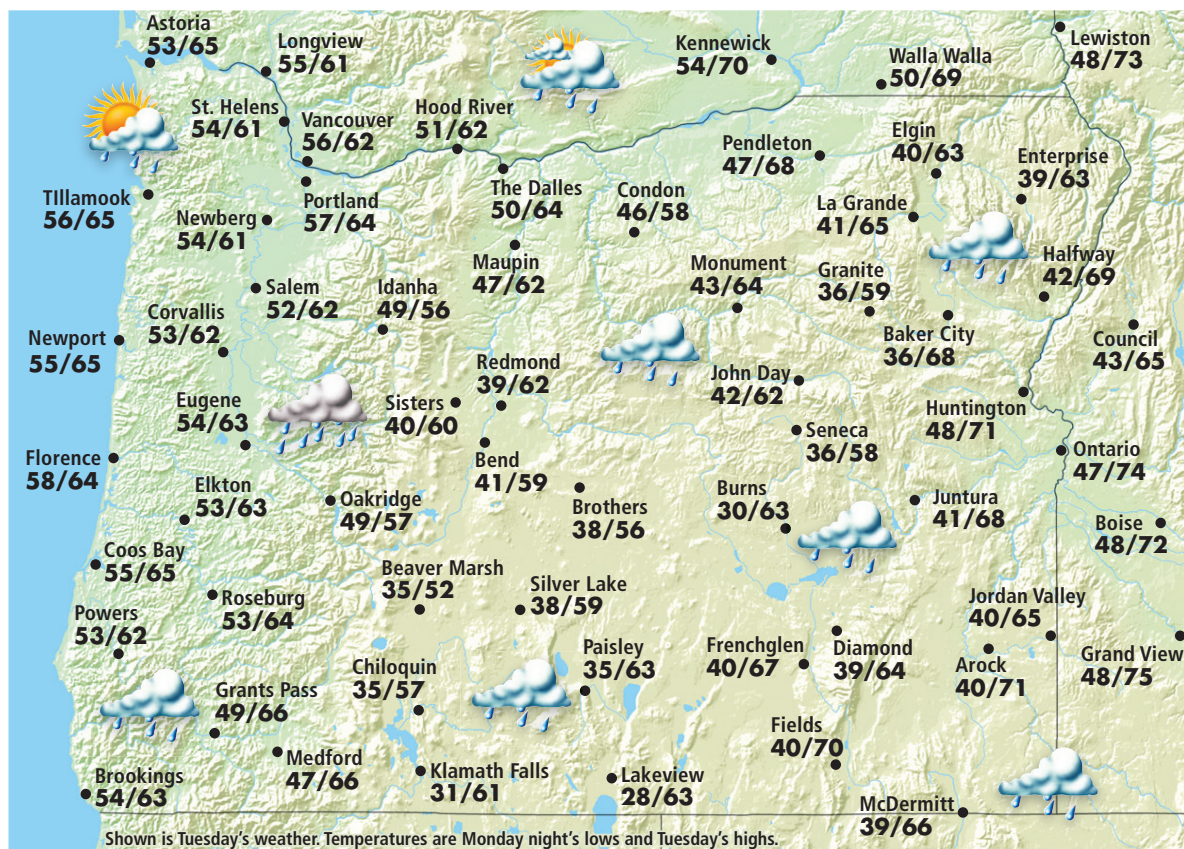 Astoria
53/65
Longview
55/61
Kennewick
54/70
Walla Walla
50/69
Lewiston
48/73
St. Helens
54/61
Vancouver
56/62
Hood River
51/62
Pendleton
47/68
Elgin
40/63
Enterprise
39/63
TIllamook
56/65
Newberg
54/61
Portland
57/64
The Dalles
50/64
Condon
46/58
La Grande
41/65
Maupin
47/62
Monument
43/64
Granite
36/59
Halfway
42/69
Salem
52/62
Idanha
49/56
Corvallis
53/62
Newport
55/65
Baker City
36/68
Council
43/65
Redmond
39/62
John Day
42/62
Eugene
54/63
Sisters
40/60
Huntington
48/71
Seneca
36/58
Florence
58/64
Bend
41/59
Ontario
47/74
Elkton
53/63
Oakridge
49/57
Brothers
38/56
Burns
30/63
Juntura
41/68
Boise
48/72
Coos Bay
55/65
Beaver Marsh
35/52
Silver Lake
38/59
Roseburg
53/64
Jordan Valley
40/65
Powers
53/62
Paisley
35/63
Frenchglen
40/67
Diamond
39/64
Arock
40/71
Grand View
48/75
Chiloquin
35/57
Grants Pass
49/66
Fields
40/70
Medford
47/66
Brookings
54/63
Klamath Falls
31/61
Lakeview
28/63
McDermitt
39/66
Shown is Tuesday's weather. Temperatures are Monday night's lows and Tuesday's highs.